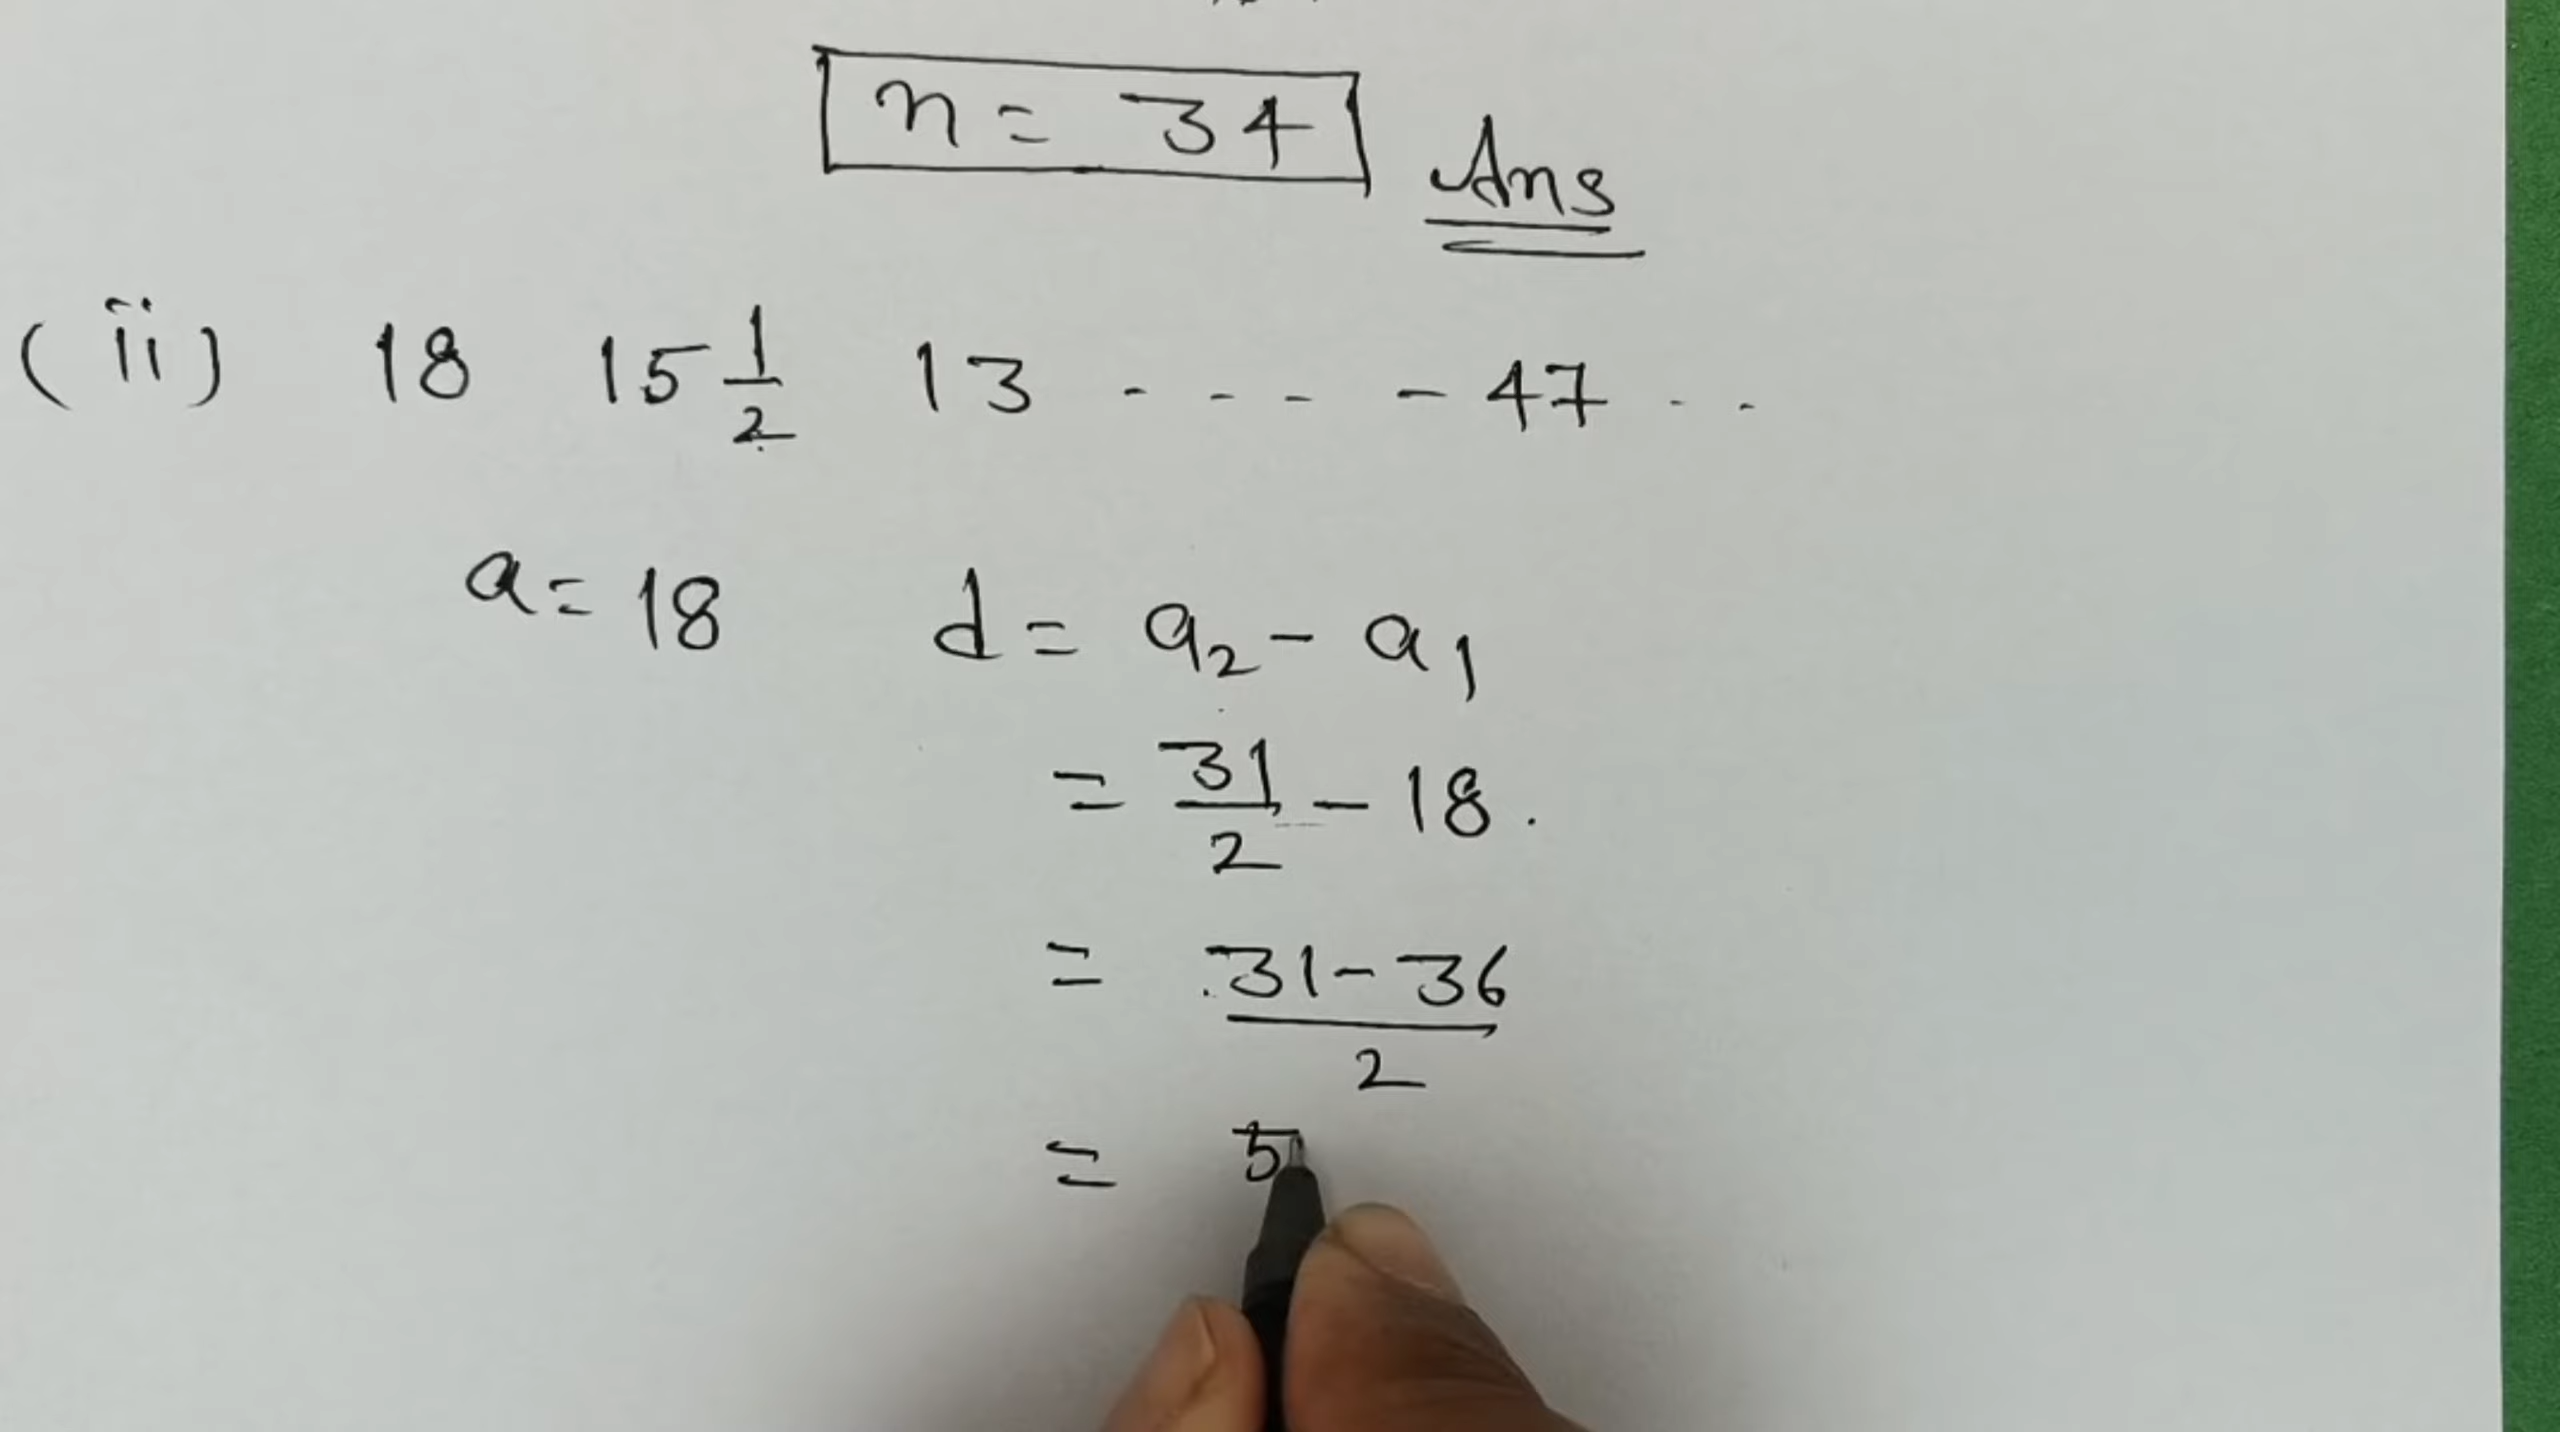 n = 34 Ans
(ii) 18 15 1/2 13 - - - - 47 - -
a = 18 d = a₂ - a₁
= 31/2 - 18.
= 31 - 36/2
= 5